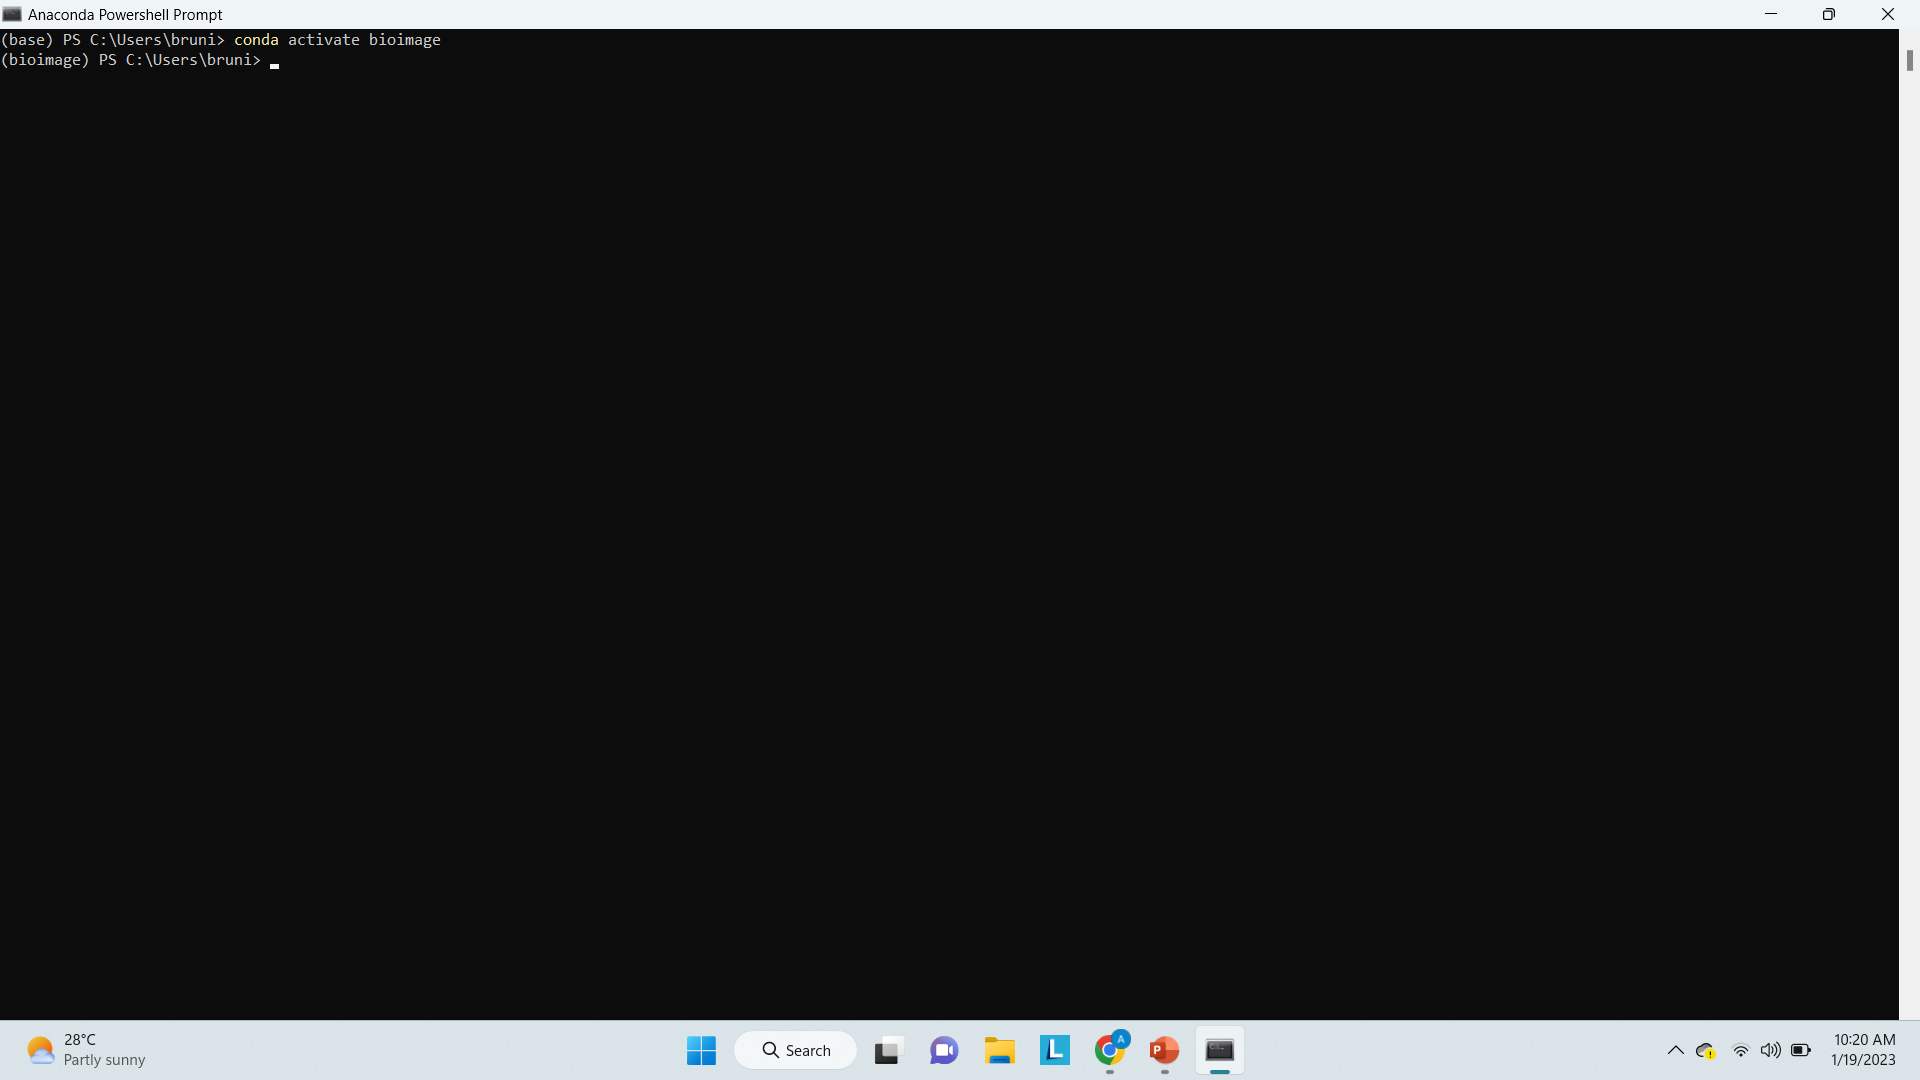 Anaconda Powershell Prompt
(base) PS C:\Users\bruni> conda activate bioimage
(bioimage) PS C:\Users\bruni>
28°C
Partly sunny
Search
L
A
P
10:20 AM
1/19/2023